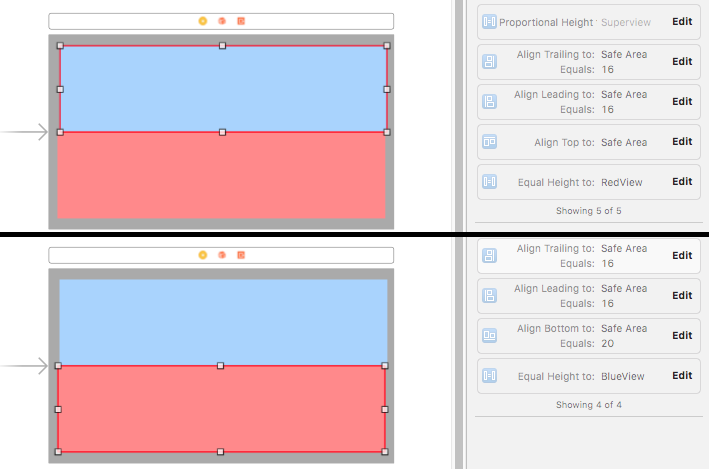 Proportional Height Superview Edit
Align Trailing to: Safe Area
Equals: 16 Edit
Align Leading to: Safe Area
Equals: 16 Edit
Align Top to: Safe Area Edit
Equal Height to: RedView Edit
Showing 5 of 5
Align Trailing to: Safe Area
Equals: 16 Edit
Align Leading to: Safe Area
Equals: 16 Edit
Align Bottom to: Safe Area
Equals: 20 Edit
Equal Height to: BlueView Edit
Showing 4 of 4